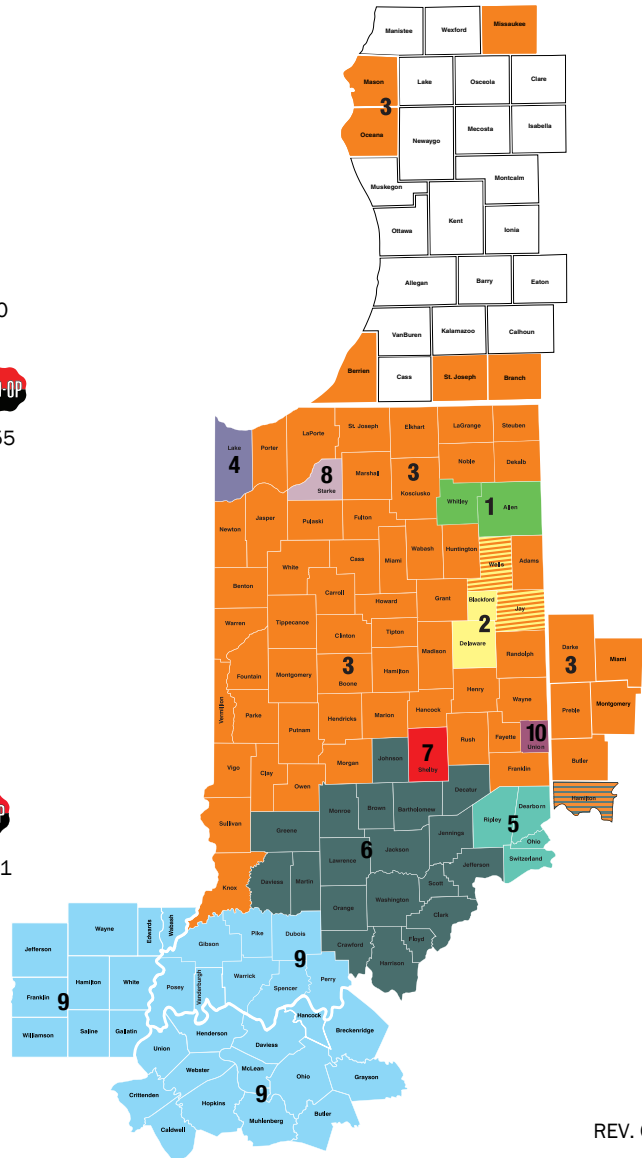 Manistee Wexford Missaukee
Mason Lake Osceola Clare
3
Oceana Newaygo Mecosta Isabella
Muskegon Montcalm
Ottawa Kent Ionia
0
Allegan Barry Eaton
VanBuren Kalamazoo Calhoun
Berrien Cass St. Joseph Branch
-OP
55
Lake Porter LaPorte St. Joseph Elkhart LaGrange Steuben
4 8 3 Noble Dekalb
Starke Marshall Kosciusko
Whitley 1 Allen
Newton Jasper Pulaski Fulton
White Cass Miami Wabash Huntington Wells Adams
Benton Carroll Howard Grant Blackford Jay
Warren Tippecanoe Clinton Tipton Madison 2 Delaware Randolph
Darke Miami
3
Fountain Montgomery 3 Boone Hamilton Henry Wayne
Preble Montgomery
Vermillion Parke Putnam Hendricks Marion Hancock Rush Fayette 10 Union
Butler
Vigo Clay Owen Morgan Johnson 7 Shelby Franklin
Hamilton
P
Sullivan Greene Monroe Brown Bartholomew Decatur Ripley Dearborn
5
Ohio
Switzerland
1
Knox Daviess Martin Lawrence 6 Jackson Jennings Jefferson
Orange Washington Scott Clark
Crawford Floyd Harrison
Jefferson Wayne Edwards Wabash
Gibson Pike Dubois
Franklin 9 Hamilton White
Posey Vanderburgh Warrick Spencer 9 Perry
Williamson Saline Gallatin
Hancock Breckenridge
Union Henderson Daviess
Webster McLean Ohio Grayson
Crittenden Hopkins 9 Muhlenberg Butler
Caldwell
REV.